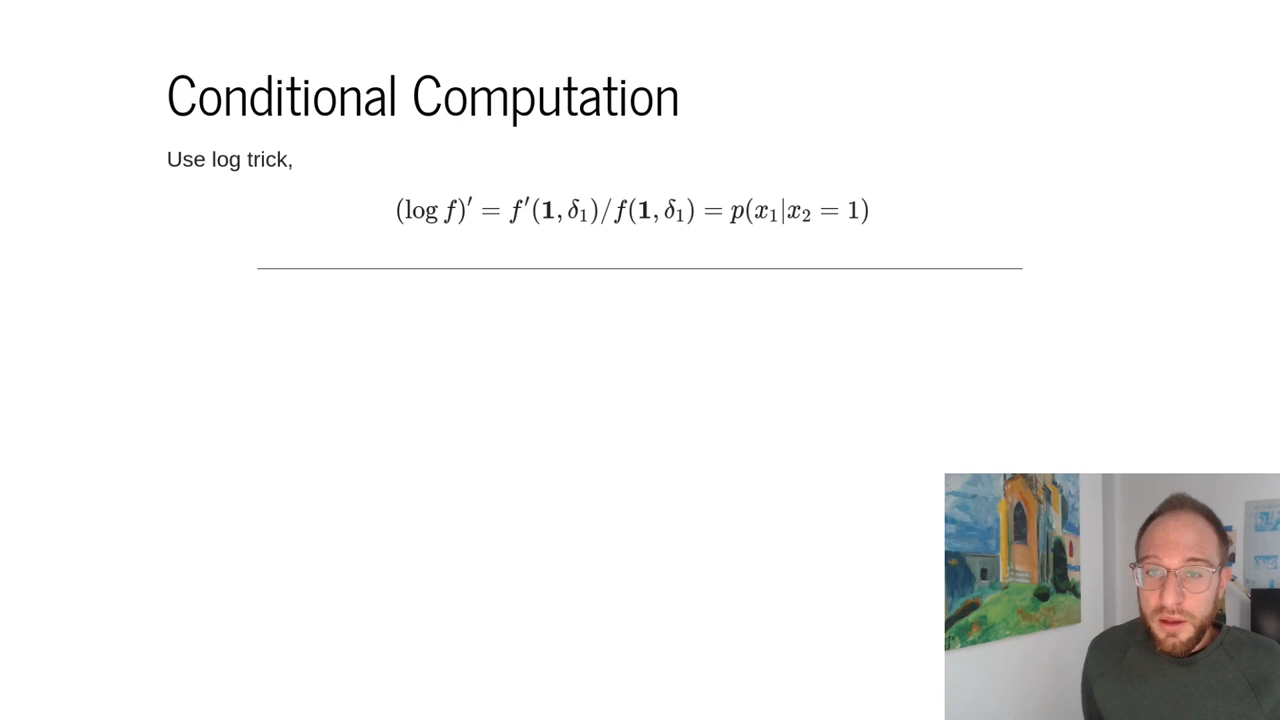 Conditional Computation
Use log trick,
(log f)′ = f′(𝟏, δ₁)/f(𝟏, δ₁) = p(x₁|x₂ = 1)